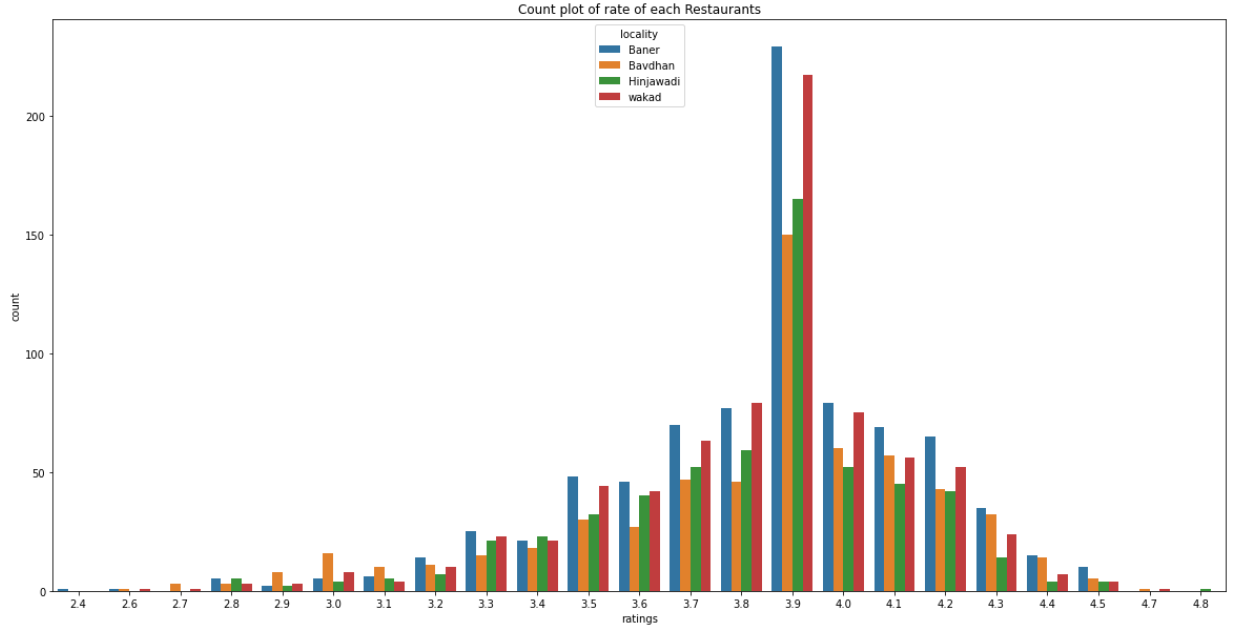 Count plot of rate of each Restaurants
locality
Baner
Bavdhan
Hinjawadi
wakad
200
150
100
50
0
count
2.4 2.6 2.7 2.8 2.9 3.0 3.1 3.2 3.3 3.4 3.5 3.6 3.7 3.8 3.9 4.0 4.1 4.2 4.3 4.4 4.5 4.7 4.8
ratings